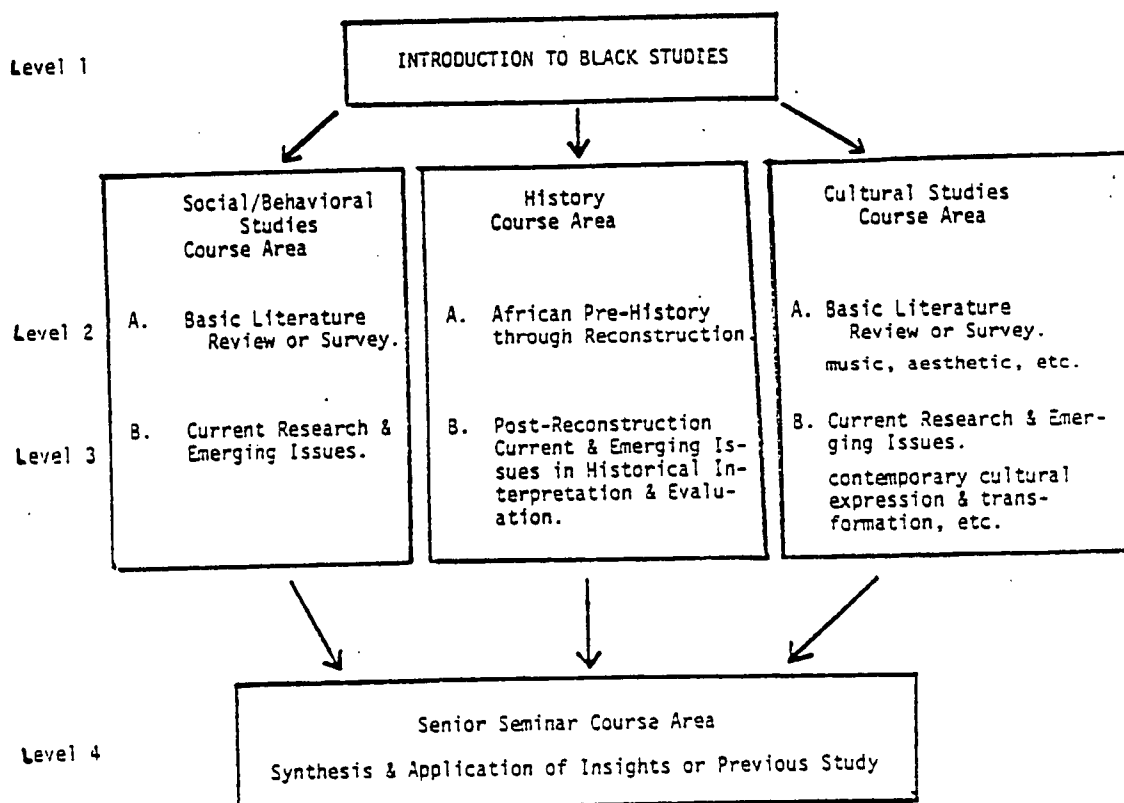 Level 1
INTRODUCTION TO BLACK STUDIES
Social/Behavioral
Studies
Course Area
History
Course Area
Cultural Studies
Course Area
Level 2
A. Basic Literature
Review or Survey.
A. African Pre-History
through Reconstruction.
A. Basic Literature
Review or Survey.
music, aesthetic, etc.
Level 3
B. Current Research &
Emerging Issues.
B. Post-Reconstruction
Current & Emerging Is-
sues in Historical In-
terpretation & Evalu-
ation.
B. Current Research & Emer-
ging Issues.
contemporary cultural
expression & trans-
formation, etc.
Level 4
Senior Seminar Course Area
Synthesis & Application of Insights or Previous Study